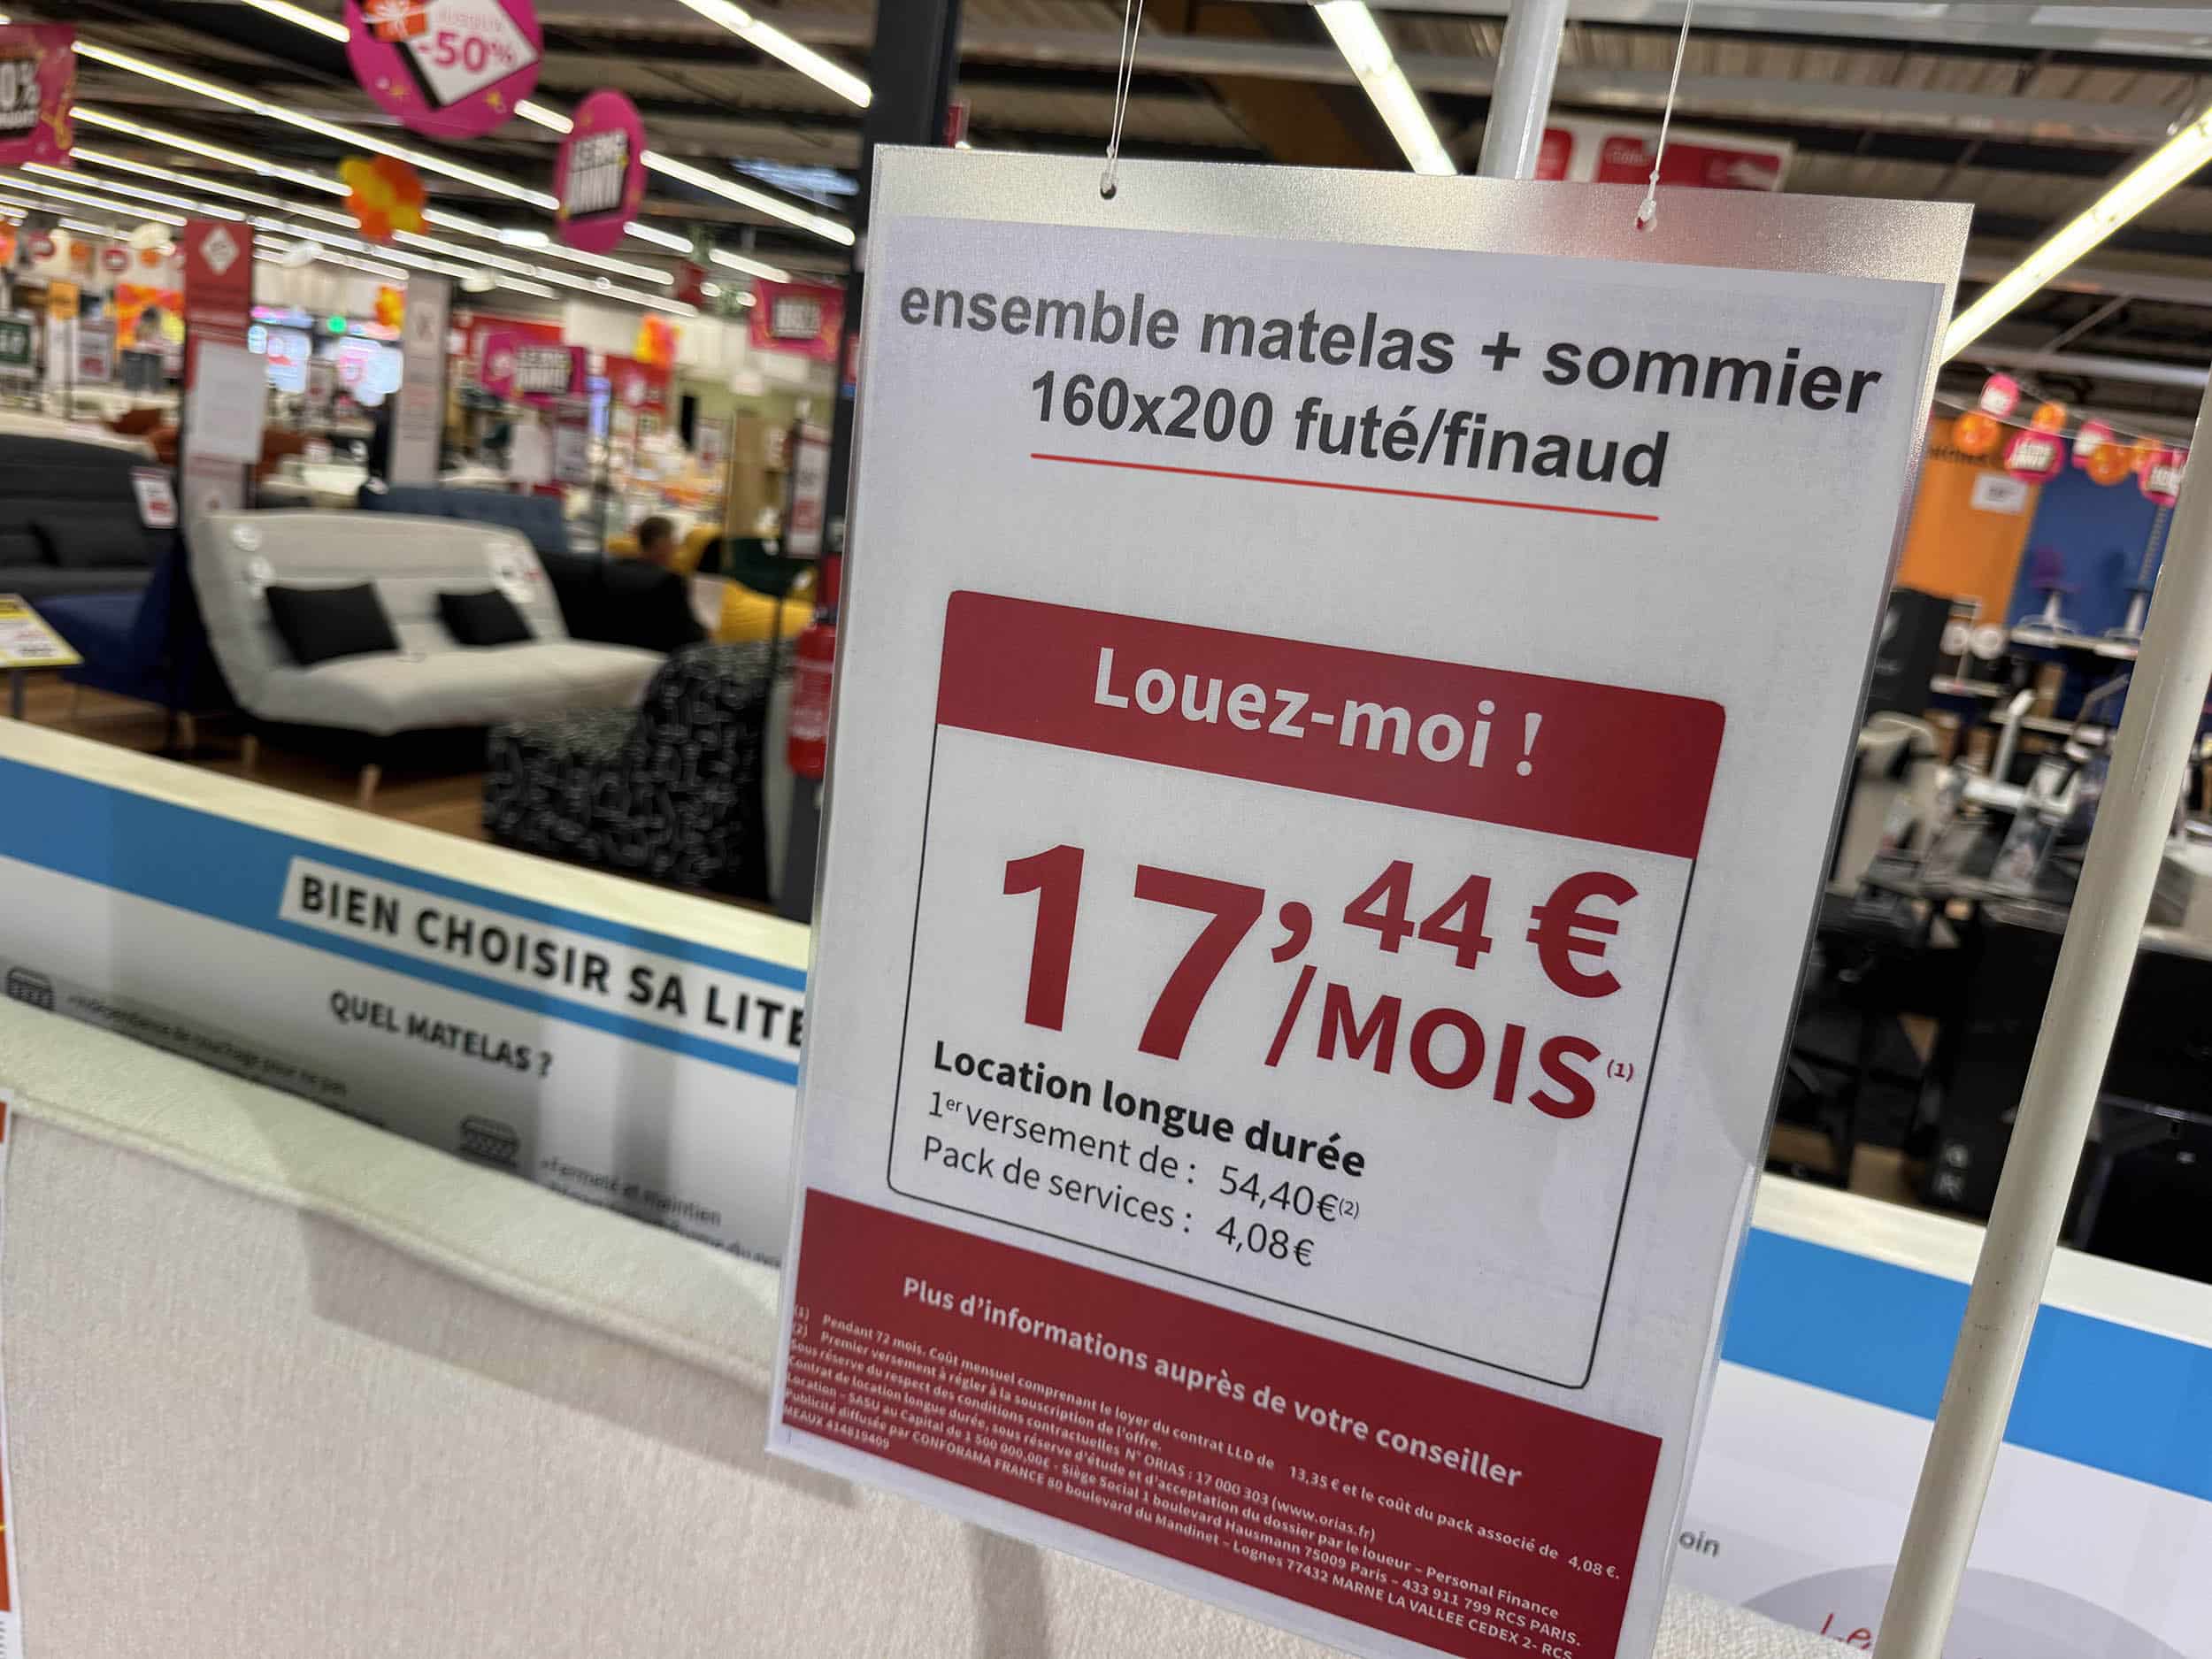 -50%
ensemble matelas + sommier
160x200 futé/finaud
Louez-moi !
17,44 €
/MOIS(1)
Location longue durée
1er versement de : 54,40€(2)
Pack de services : 4,08€
Plus d'informations auprès de votre conseiller
(1) Pendant 72 mois. Coût mensuel comprenant le loyer du contrat LLD de 13,35 € et le coût du pack associé de 4,08 €.
(2) Premier versement à régler à la souscription de l'offre.
Sous réserve du respect des conditions contractuelles N° ORIAS : 17 000 303 (www.orias.fr)
Contrat de location longue durée, sous réserve d'étude et d'acceptation du dossier par le loueur – Personal Finance
Location – SASU au Capital de 1 500 000,00€ - Siège Social 1 boulevard Hausmann 75009 Paris – 433 911 799 RCS PARIS.
Publicité diffusée par CONFORAMA FRANCE 80 boulevard du Mandinet – Lognes 77432 MARNE LA VALLEE CEDEX 2- RCS
MEAUX 414819409
BIEN CHOISIR SA LITE
QUEL MATELAS ?
Fermeté et maintien
oin
Le